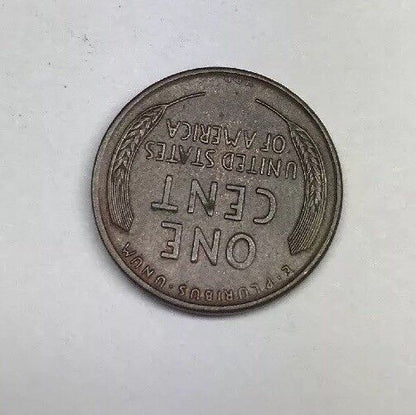 E · PLURIBUS · UNUM
ONE
CENT
UNITED STATES
OF AMERICA